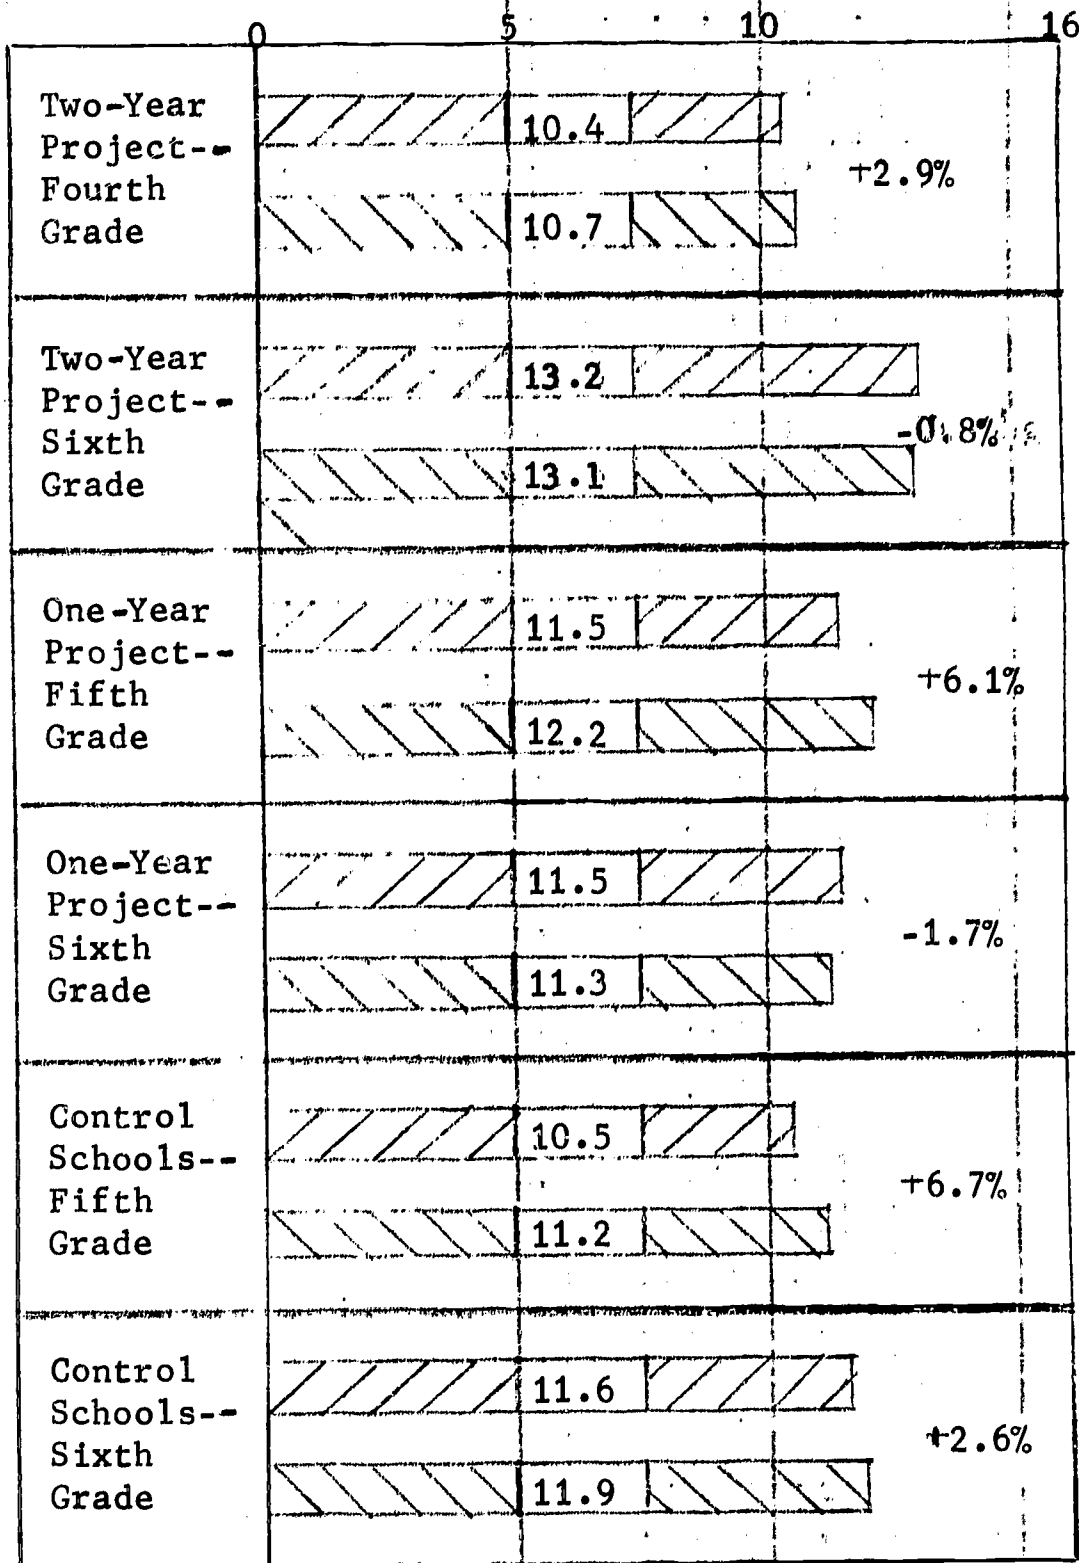 0 5 10 16
Two-Year
Project--
Fourth
Grade
10.4
10.7
+2.9%
Two-Year
Project--
Sixth
Grade
13.2
13.1
-0.8%
One-Year
Project--
Fifth
Grade
11.5
12.2
+6.1%
One-Year
Project--
Sixth
Grade
11.5
11.3
-1.7%
Control
Schools--
Fifth
Grade
10.5
11.2
+6.7%
Control
Schools--
Sixth
Grade
11.6
11.9
+2.6%